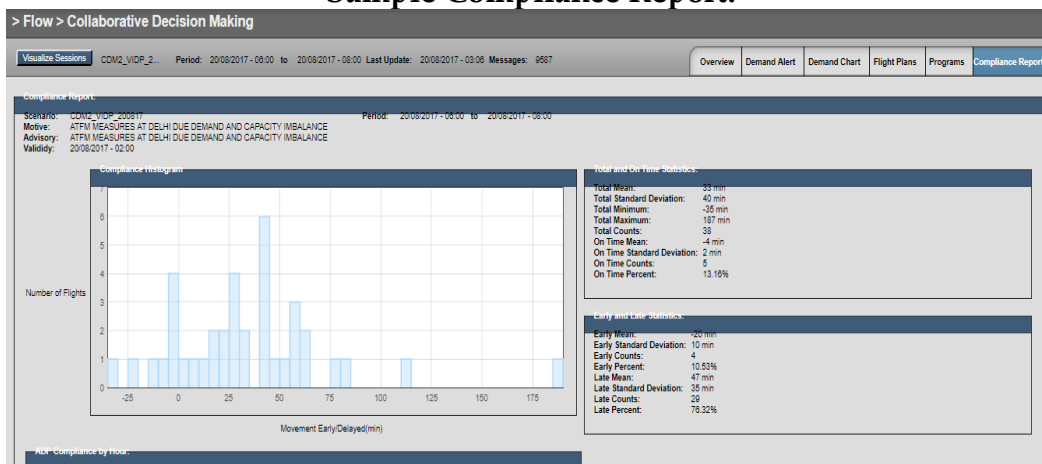 Sample Compliance Report:
> Flow > Collaborative Decision Making
Visualize Sessions CDM2_VIDP_2... Period: 20/08/2017 - 06:00 to 20/08/2017 - 08:00 Last Update: 20/08/2017 - 03:06 Messages: 9587
Overview Demand Alert Demand Chart Flight Plans Programs Compliance Report
Compliance Report:
Scenario: CDM2_VIDP_200817 Period: 20/08/2017 - 06:00 to 20/08/2017 - 08:00
Motive: ATFM MEASURES AT DELHI DUE DEMAND AND CAPACITY IMBALANCE
Advisory: ATFM MEASURES AT DELHI DUE DEMAND AND CAPACITY IMBALANCE
Valididy: 20/08/2017 - 02:00
Compliance Histogram
7
6
5
4
Number of Flights
3
2
1
0
-25 0 25 50 75 100 125 150 175
Movement Early/Delayed(min)
Total and On Time Statistics:
Total Mean: 33 min
Total Standard Deviation: 40 min
Total Minimum: -35 min
Total Maximum: 187 min
Total Counts: 38
On Time Mean: -4 min
On Time Standard Deviation: 2 min
On Time Counts: 5
On Time Percent: 13.16%
Early and Late Statistics:
Early Mean: -20 min
Early Standard Deviation: 10 min
Early Counts: 4
Early Percent: 10.53%
Late Mean: 47 min
Late Standard Deviation: 35 min
Late Counts: 29
Late Percent: 76.32%
ADP Compliance by Hour: